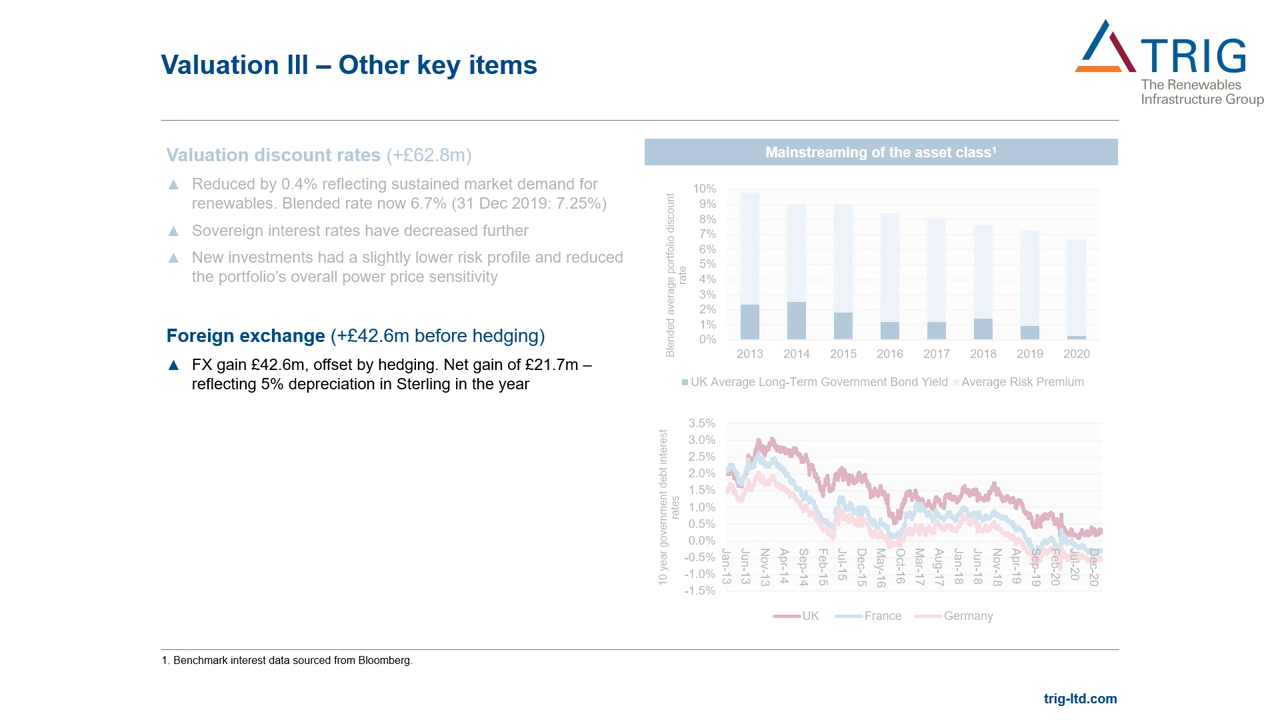 Valuation III – Other key items
TRIG
The Renewables
Infrastructure Group
Valuation discount rates (+£62.8m)
▲ Reduced by 0.4% reflecting sustained market demand for
renewables. Blended rate now 6.7% (31 Dec 2019: 7.25%)
▲ Sovereign interest rates have decreased further
▲ New investments had a slightly lower risk profile and reduced
the portfolio’s overall power price sensitivity
Foreign exchange (+£42.6m before hedging)
▲ FX gain £42.6m, offset by hedging. Net gain of £21.7m –
reflecting 5% depreciation in Sterling in the year
Mainstreaming of the asset class¹
Blended average portfolio discount
rate
10%
9%
8%
7%
6%
5%
4%
3%
2%
1%
0%
2013 2014 2015 2016 2017 2018 2019 2020
UK Average Long-Term Government Bond Yield Average Risk Premium
10 year government debt interest
rates
3.5%
3.0%
2.5%
2.0%
1.5%
1.0%
0.5%
0.0%
-0.5%
-1.0%
-1.5%
Jan-13
Jun-13
Nov-13
Apr-14
Sep-14
Feb-15
Jul-15
Dec-15
May-16
Oct-16
Mar-17
Aug-17
Jan-18
Jun-18
Nov-18
Apr-19
Sep-19
Feb-20
Jul-20
Dec-20
UK France Germany
1. Benchmark interest data sourced from Bloomberg.
trig-ltd.com